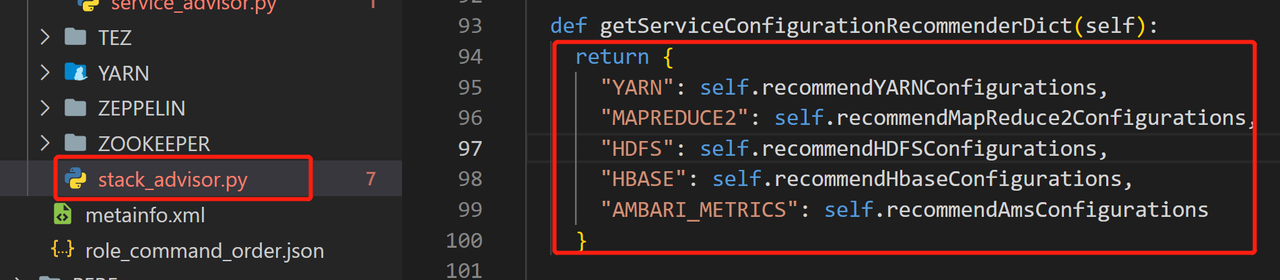 service_advisor.py 1
TEZ
YARN
ZEPPELIN
ZOOKEEPER
stack_advisor.py 7
metainfo.xml
{..} role_command_order.json
93 def getServiceConfigurationRecommenderDict(self):
94 return {
95 "YARN": self.recommendYARNConfigurations,
96 "MAPREDUCE2": self.recommendMapReduce2Configurations,
97 "HDFS": self.recommendHDFSConfigurations,
98 "HBASE": self.recommendHbaseConfigurations,
99 "AMBARI_METRICS": self.recommendAmsConfigurations
100 }
101